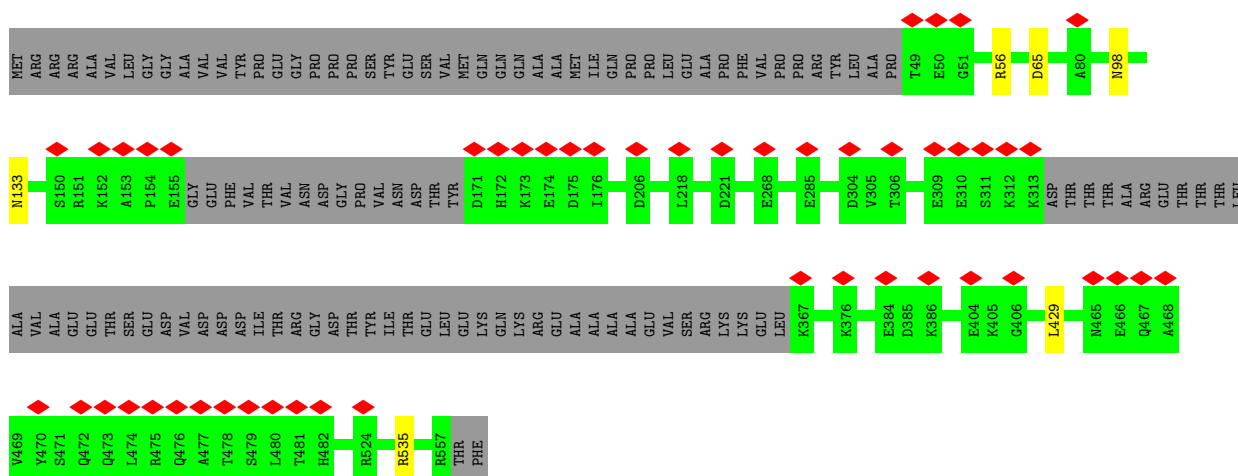 MET ARG ARG ARG ALA VAL LEU GLY GLY ALA VAL VAL TYR PRO GLU GLY PRO PRO PRO SER TYR GLU SER VAL MET GLN GLN GLN ALA ALA MET ILE GLN PRO PRO LEU GLU ALA PRO PHE VAL PRO PRO ARG TYR LEU ALA PRO T49 E50 G51 R56 D65 A80 N98
N133 S150 R151 K152 A153 P154 E155 GLY GLU PHE VAL THR VAL ASN ASP GLY PRO VAL ASN ASP THR TYR D171 H172 K173 E174 D175 I176 D206 L218 D221 E268 E285 D304 V305 T306 E309 E310 S311 K312 K313 ASP THR THR THR ALA ARG GLU THR THR THR LEU
ALA VAL ALA GLU GLU THR SER GLU ASP VAL ASP ASP ASP ILE THR ARG GLY ASP THR TYR ILE THR GLU LEU GLU LYS GLN LYS ARG GLU ALA ALA ALA ALA GLU VAL SER ARG LYS LYS GLU LEU K367 K376 E384 D385 K386 E404 K405 G406 L429 N465 E466 Q467 A468
V469 Y470 S471 Q472 Q473 L474 R475 Q476 A477 T478 S479 L480 T481 H482 R524 R535 R557 THR PHE